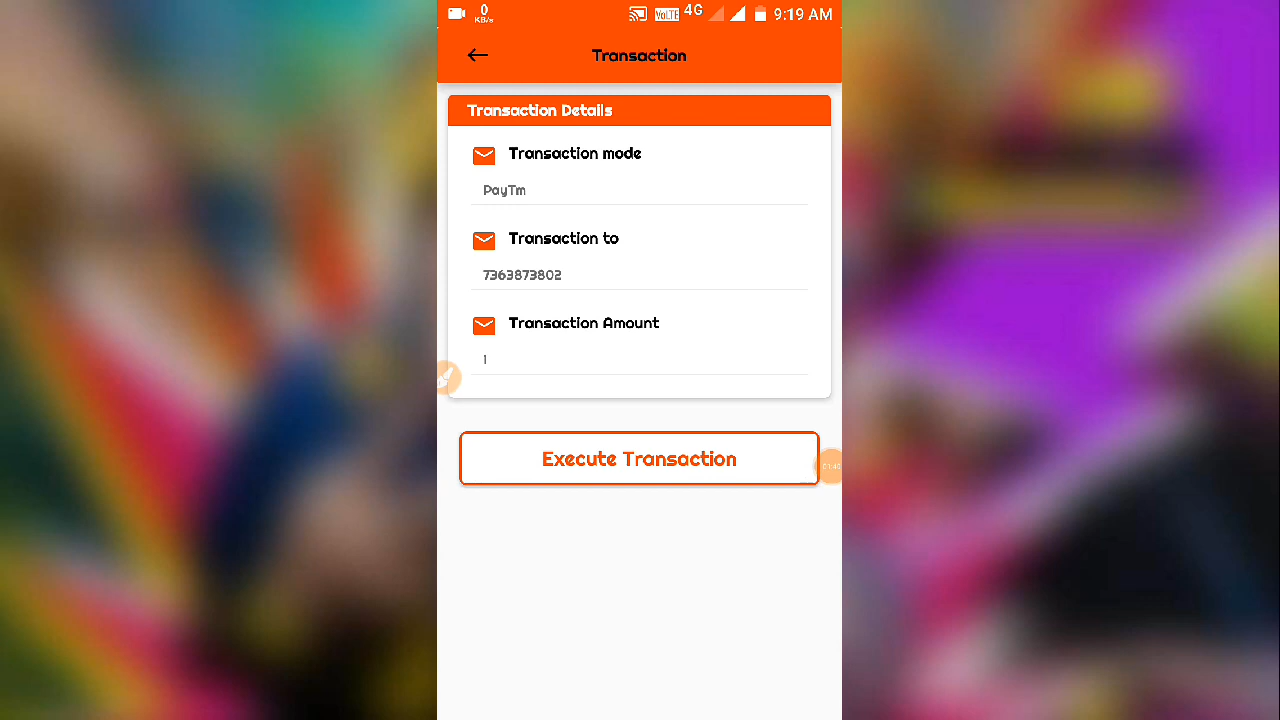 0
KB/s
VoLTE 4G 9:19 AM
Transaction
Transaction Details
Transaction mode
PayTm
Transaction to
7363873802
Transaction Amount
1
Execute Transaction